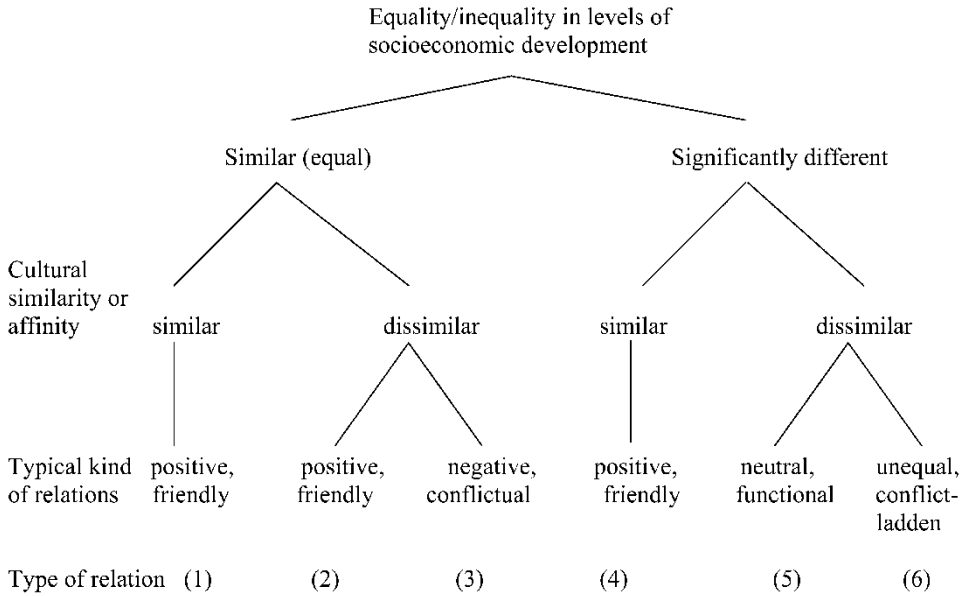 Equality/inequality in levels of
socioeconomic development
Similar (equal)
Significantly different
Cultural
similarity or
affinity
similar
dissimilar
similar
dissimilar
Typical kind
of relations
positive,
friendly
positive,
friendly
negative,
conflictual
positive,
friendly
neutral,
functional
unequal,
conflict-
ladden
Type of relation (1) (2) (3) (4) (5) (6)